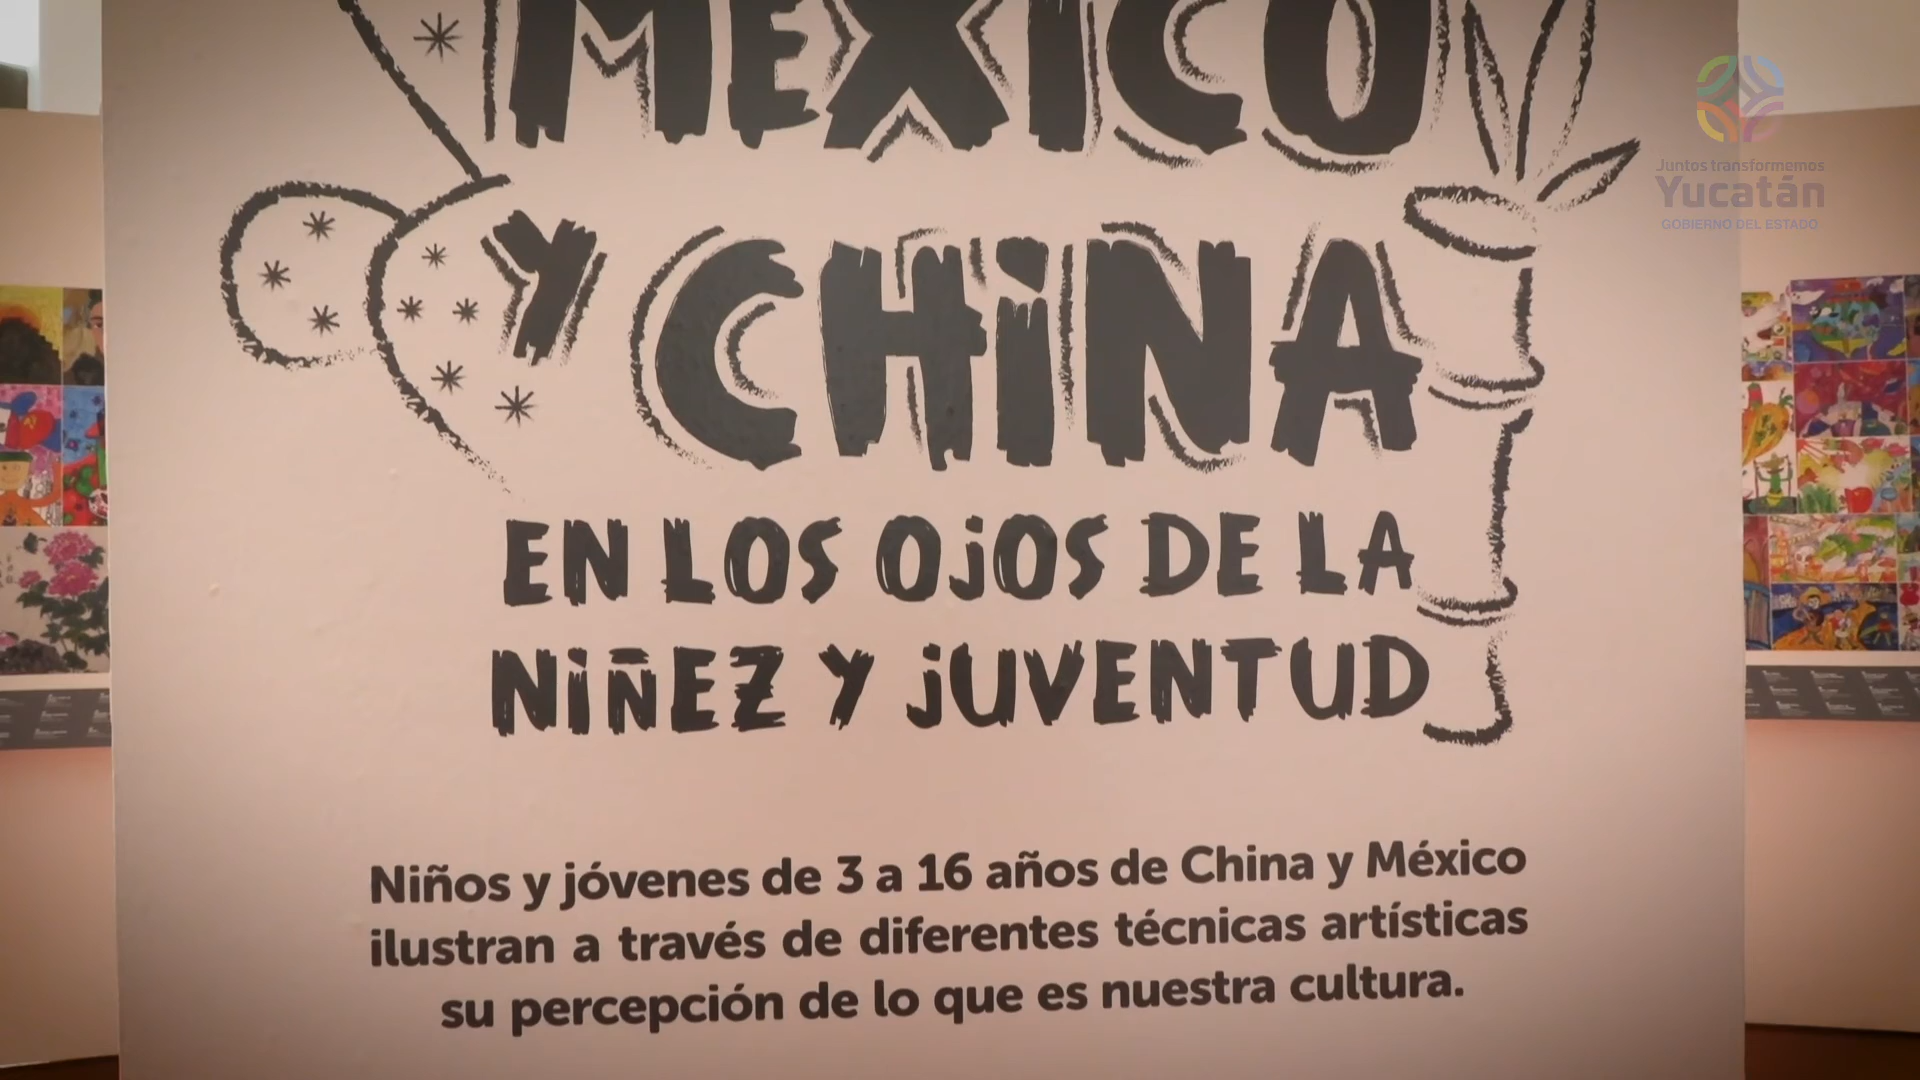 MÉXICO
Juntos transformemos
Yucatán
GOBIERNO DEL ESTADO
Y CHiNA
EN LOS OjOS DE LA
NiÑEZ Y jUVENTUD
Niños y jóvenes de 3 a 16 años de China y México
ilustran a través de diferentes técnicas artísticas
su percepción de lo que es nuestra cultura.